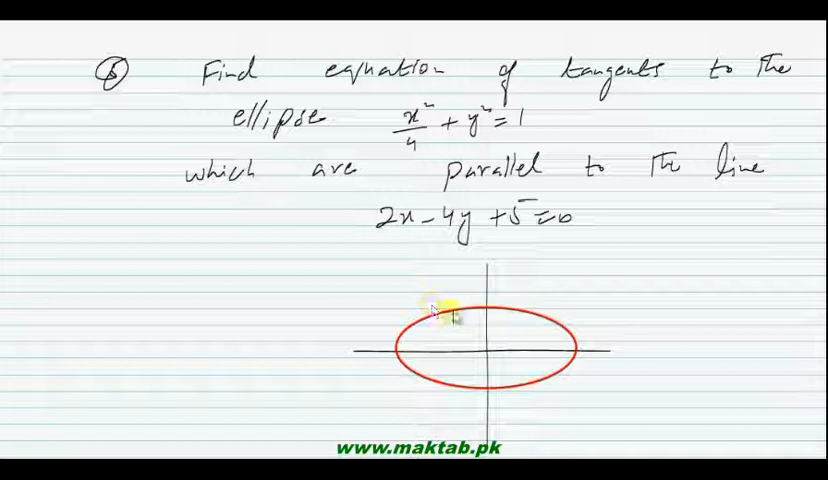 ⑥ Find equation of tangents to the
ellipse x²/4 + y² = 1
which are parallel to the line
2x - 4y + 5 = 0
www.maktab.pk